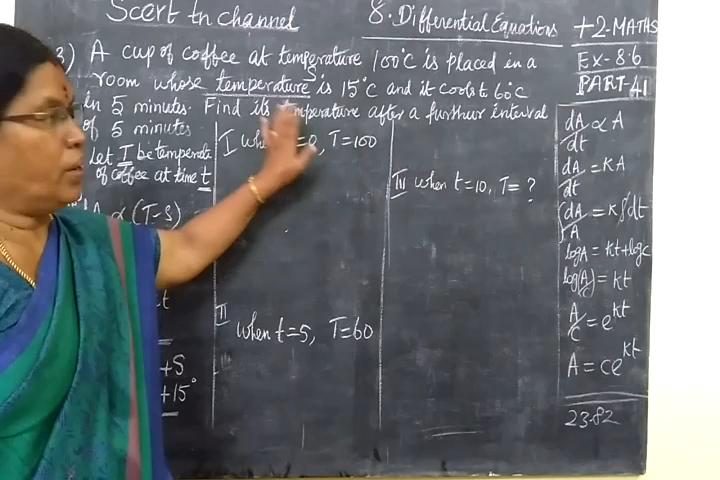 Scert tn channel
8. Differential Equations
+2-MATHS
Ex-8.6
PART-41
3) A cup of coffee at temperature 100°C is placed in a
room whose temperature is 15°C and it cools t 60°C
S
in 5 minutes. Find its temperature after a further interval
of 5 minutes
Let T be temperate
of coffee at time t
dA ∝ (T-S)
+S
+15°
I when t=0, T=100
II
when t=5, T=60
III when t=10, T= ?
dA/dt ∝ A
dA/dt = KA
∫dA/A = K∫dt
logA = kt+logc
log(A/C) = kt
A/C = e^kt
A = ce^kt
23.82